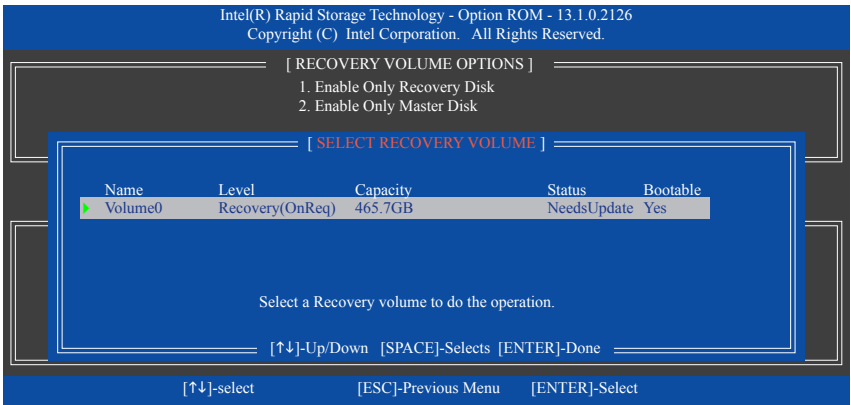 Intel(R) Rapid Storage Technology - Option ROM - 13.1.0.2126
Copyright (C) Intel Corporation. All Rights Reserved.
[ RECOVERY VOLUME OPTIONS ]
1. Enable Only Recovery Disk
2. Enable Only Master Disk
[ SELECT RECOVERY VOLUME ]
Name Level Capacity Status Bootable
Volume0 Recovery(OnReq) 465.7GB NeedsUpdate Yes
Select a Recovery volume to do the operation.
[↑↓]-Up/Down [SPACE]-Selects [ENTER]-Done
[↑↓]-select [ESC]-Previous Menu [ENTER]-Select